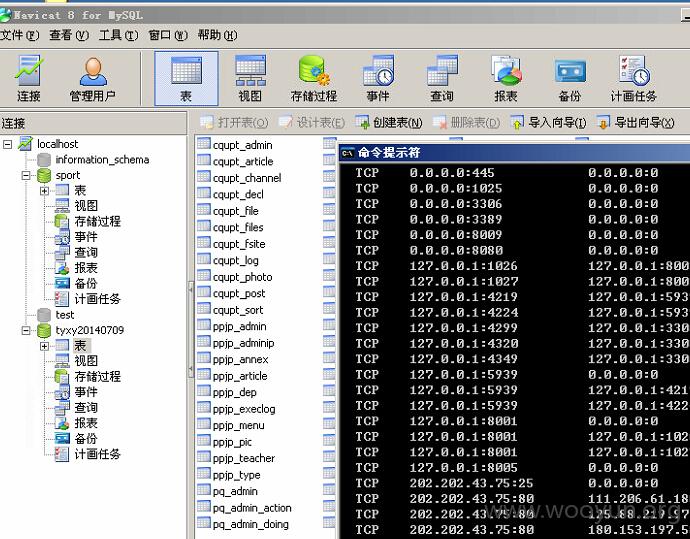 Navicat 8 for MySQL
文件(F) 查看(V) 工具(T) 窗口(W) 帮助(H)
连接 管理用户 表 视图 存储过程 事件 查询 报表 备份 计画任务
连接
打开表(O) 设计表(E) 创建表(N) 删除表(D) 导入向导(I) 导出向导(X)
localhost
information_schema
sport
表
视图
存储过程
事件
查询
报表
备份
计画任务
test
tyxy20140709
表
视图
存储过程
事件
查询
报表
备份
计画任务
cqupt_admin
cqupt_article
cqupt_channel
cqupt_decl
cqupt_file
cqupt_files
cqupt_fsite
cqupt_log
cqupt_photo
cqupt_post
cqupt_sort
ppjp_admin
ppjp_adminip
ppjp_annex
ppjp_article
ppjp_dep
ppjp_execlog
ppjp_menu
ppjp_pic
ppjp_teacher
ppjp_type
pq_admin
pq_admin_action
pq_admin_doing
命令提示符
TCP 0.0.0.0:445 0.0.0.0:0
TCP 0.0.0.0:1025 0.0.0.0:0
TCP 0.0.0.0:3306 0.0.0.0:0
TCP 0.0.0.0:3389 0.0.0.0:0
TCP 0.0.0.0:8009 0.0.0.0:0
TCP 0.0.0.0:8080 0.0.0.0:0
TCP 127.0.0.1:1026 127.0.0.1:800
TCP 127.0.0.1:1027 127.0.0.1:800
TCP 127.0.0.1:4219 127.0.0.1:593
TCP 127.0.0.1:4224 127.0.0.1:593
TCP 127.0.0.1:4299 127.0.0.1:330
TCP 127.0.0.1:4320 127.0.0.1:330
TCP 127.0.0.1:4349 127.0.0.1:330
TCP 127.0.0.1:5939 0.0.0.0:0
TCP 127.0.0.1:5939 127.0.0.1:421
TCP 127.0.0.1:5939 127.0.0.1:422
TCP 127.0.0.1:8001 0.0.0.0:0
TCP 127.0.0.1:8001 127.0.0.1:102
TCP 127.0.0.1:8001 127.0.0.1:102
TCP 127.0.0.1:8005 0.0.0.0:0
TCP 202.202.43.75:25 0.0.0.0:0
TCP 202.202.43.75:80 111.206.61.18
TCP 202.202.43.75:80 125.88.219.17
TCP 202.202.43.75:80 180.153.197.5
www.wooyun.org